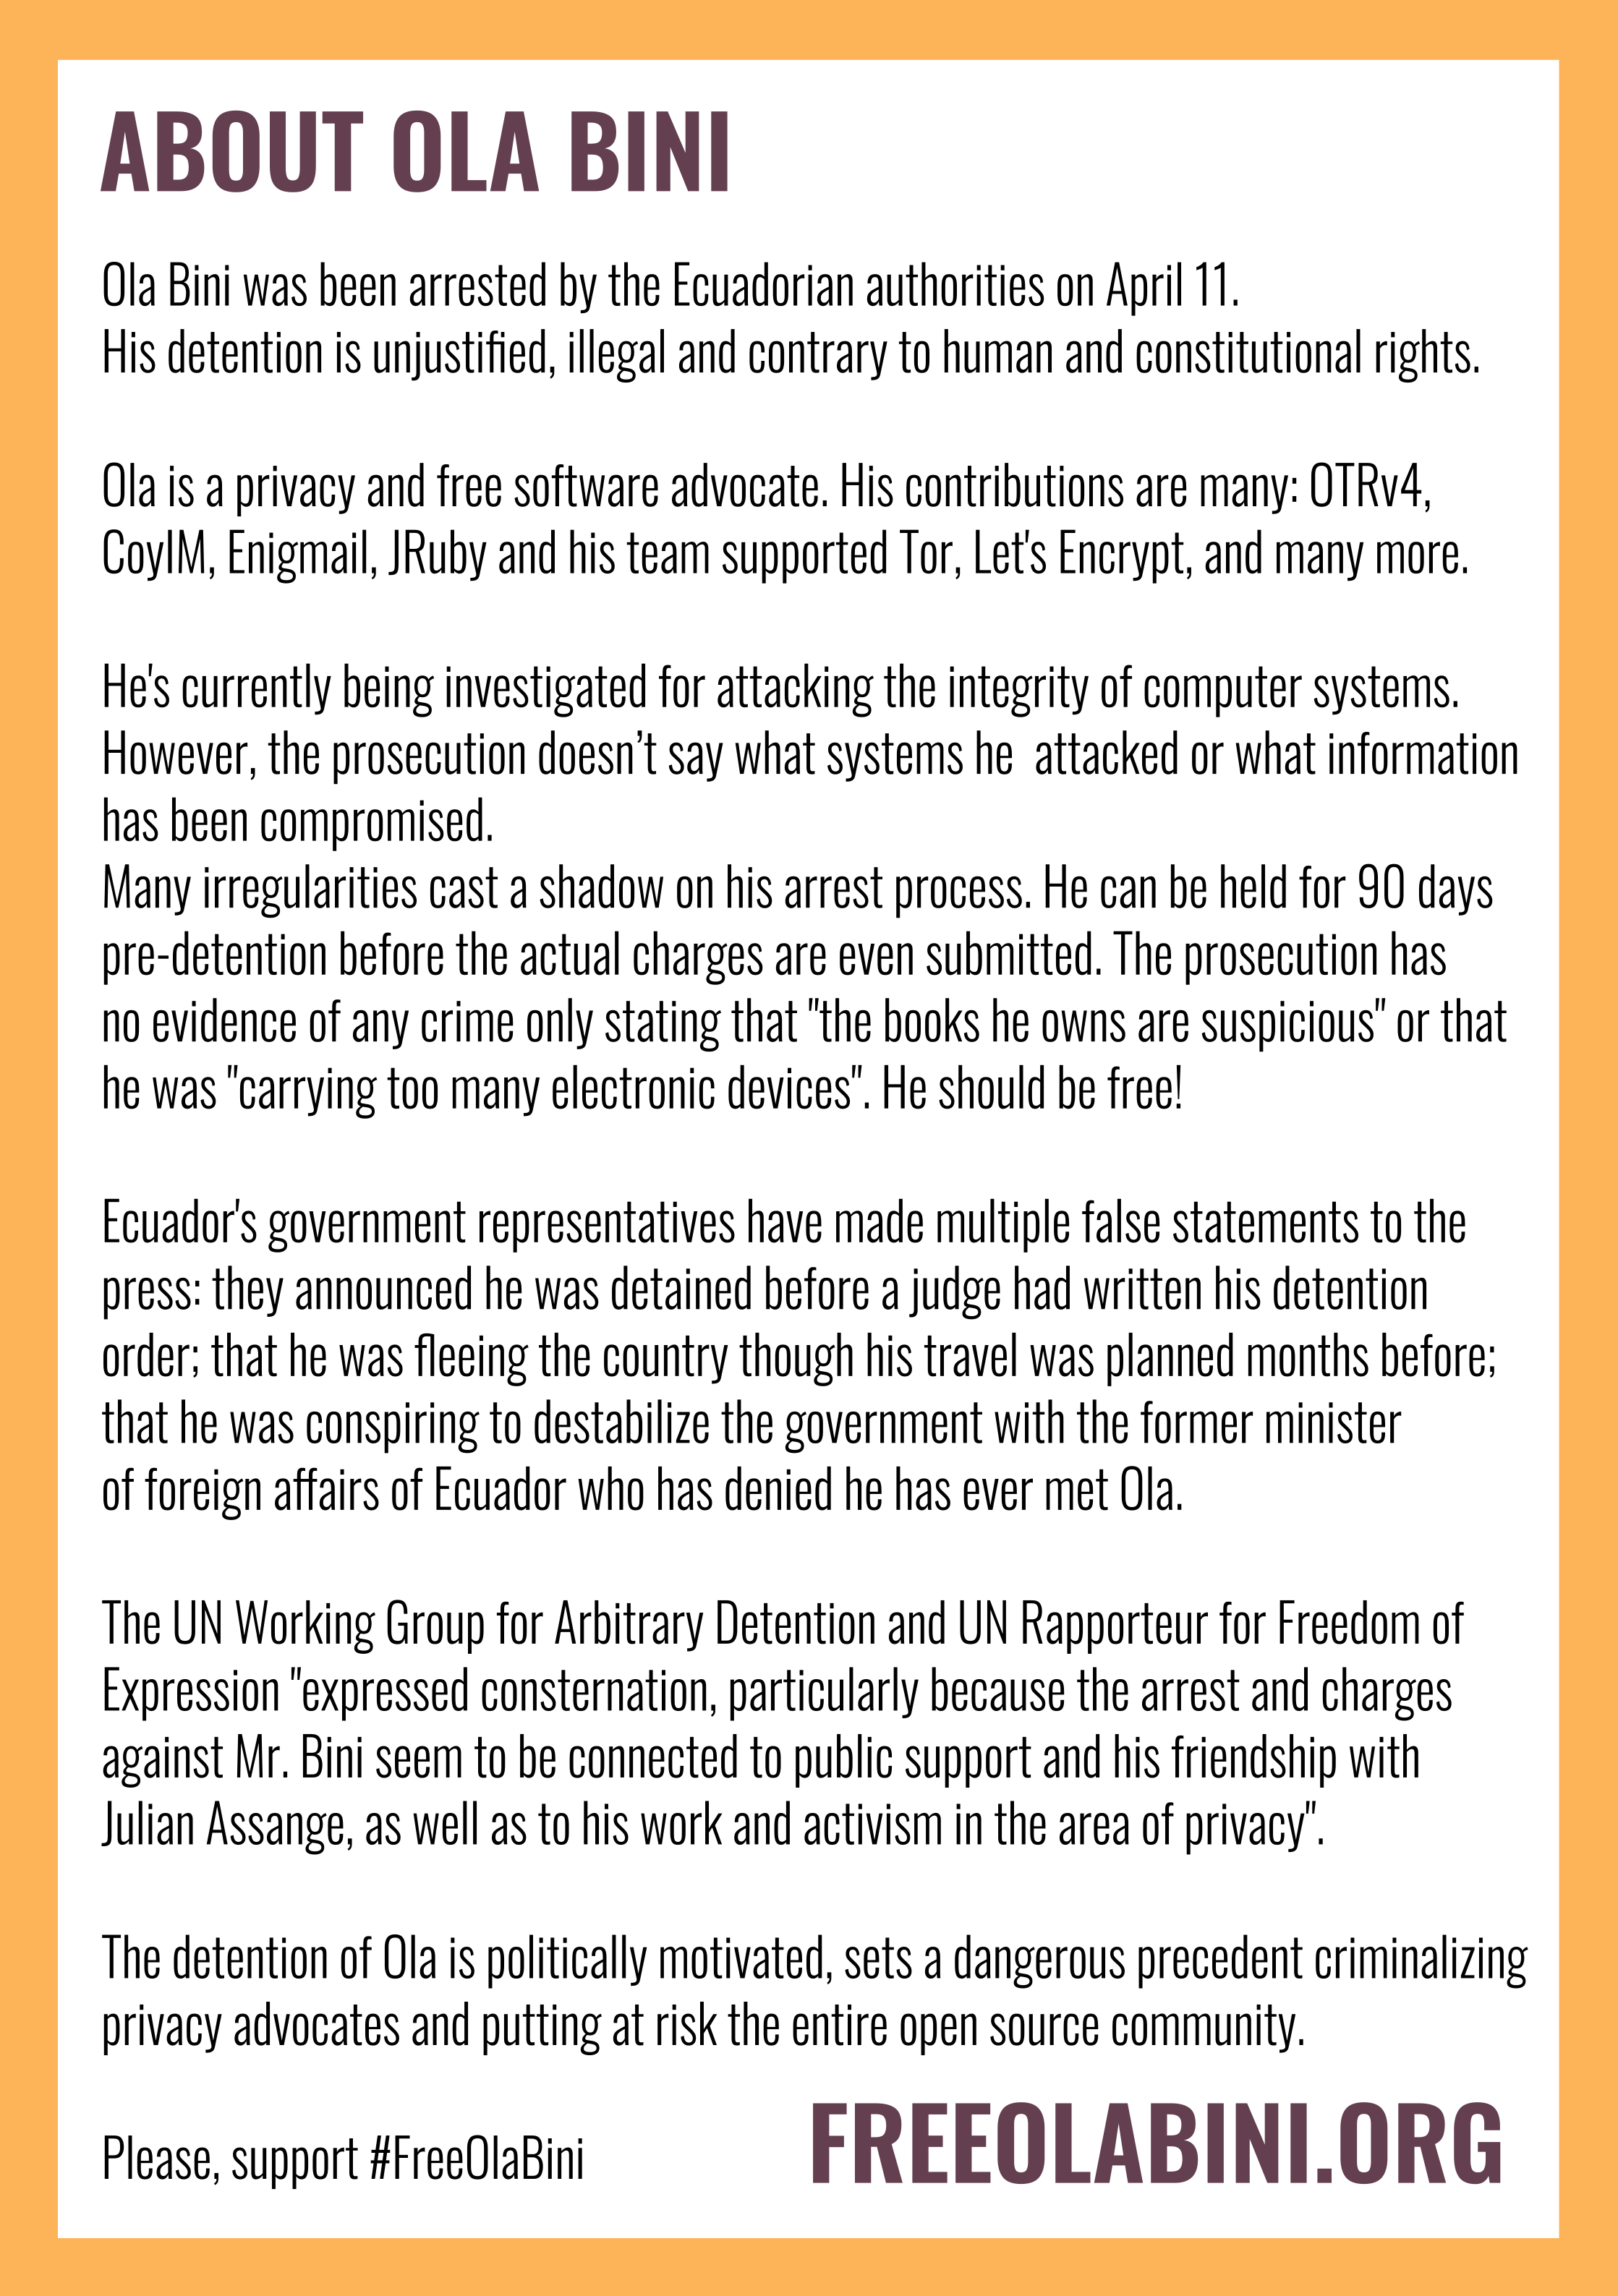 ABOUT OLA BINI
Ola Bini was been arrested by the Ecuadorian authorities on April 11.
His detention is unjustified, illegal and contrary to human and constitutional rights.
Ola is a privacy and free software advocate. His contributions are many: OTRv4,
CoyIM, Enigmail, JRuby and his team supported Tor, Let's Encrypt, and many more.
He's currently being investigated for attacking the integrity of computer systems.
However, the prosecution doesn’t say what systems he  attacked or what information
has been compromised.
Many irregularities cast a shadow on his arrest process. He can be held for 90 days
pre-detention before the actual charges are even submitted. The prosecution has
no evidence of any crime only stating that "the books he owns are suspicious" or that
he was "carrying too many electronic devices". He should be free!
Ecuador's government representatives have made multiple false statements to the
press: they announced he was detained before a judge had written his detention
order; that he was fleeing the country though his travel was planned months before;
that he was conspiring to destabilize the government with the former minister
of foreign affairs of Ecuador who has denied he has ever met Ola.
The UN Working Group for Arbitrary Detention and UN Rapporteur for Freedom of
Expression "expressed consternation, particularly because the arrest and charges
against Mr. Bini seem to be connected to public support and his friendship with
Julian Assange, as well as to his work and activism in the area of privacy".
The detention of Ola is politically motivated, sets a dangerous precedent criminalizing
privacy advocates and putting at risk the entire open source community.
Please, support #FreeOlaBini
FREEOLABINI.ORG